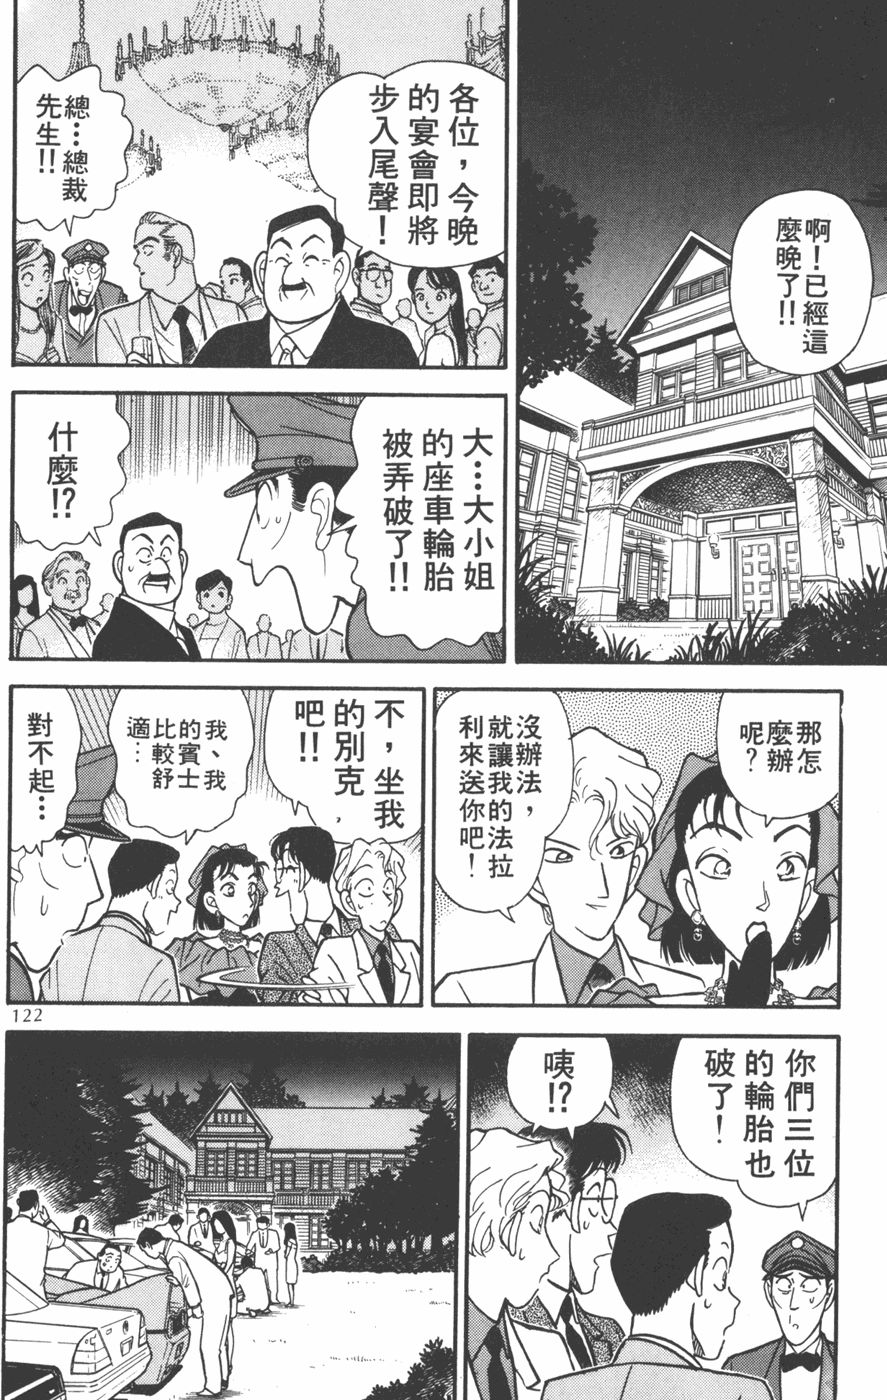 啊！已經這
麼晚了！！
各位，今晚
的宴會即將
步入尾聲！
總…總裁
先生！！
大…大小姐
的座車輪胎
被弄破了！！
什麼！？
那怎
麼辦
呢？
沒辦法，
就讓我的法拉
利來送你吧！
不，坐我
的別克
吧！！
我、我
的賓士
比較舒
適…
對不起…
122
你們三位
的輪胎也
破了！
咦！？